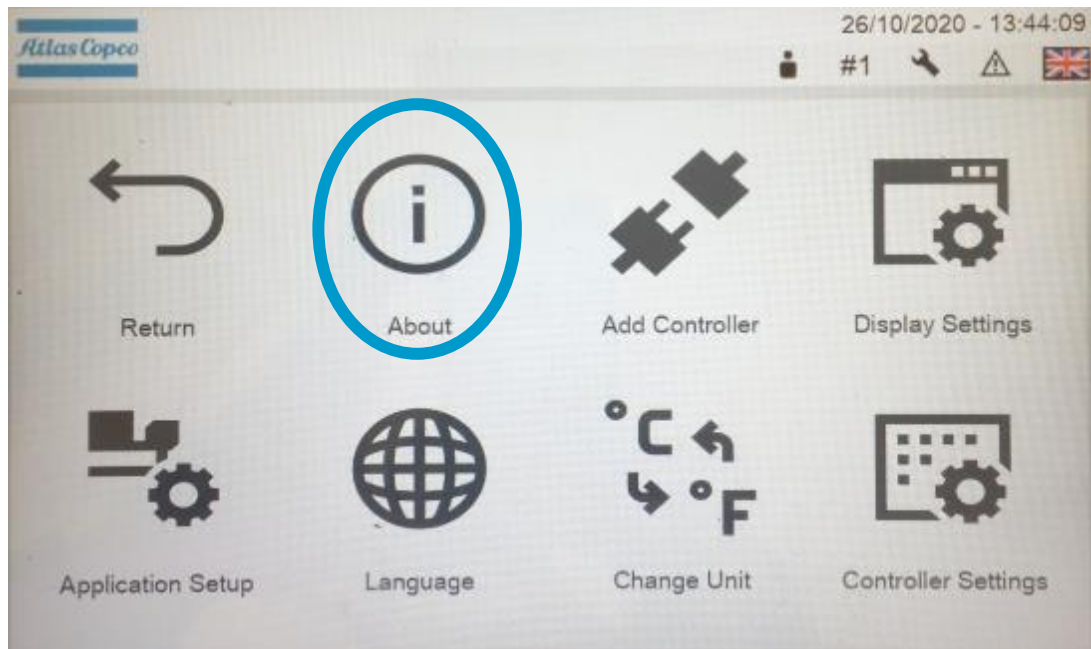 Atlas Copco
26/10/2020 - 13:44:09
#1
i
Return
About
Add Controller
Display Settings
°C
°F
Application Setup
Language
Change Unit
Controller Settings